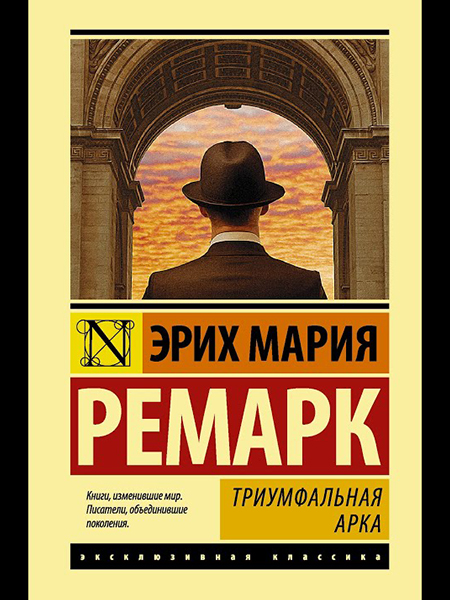 N
ЭРИХ МАРИЯ
РЕМАРК
Книги, изменившие мир.
Писатели, объединившие
поколения.
ТРИУМФАЛЬНАЯ
АРКА
эксклюзивная классика